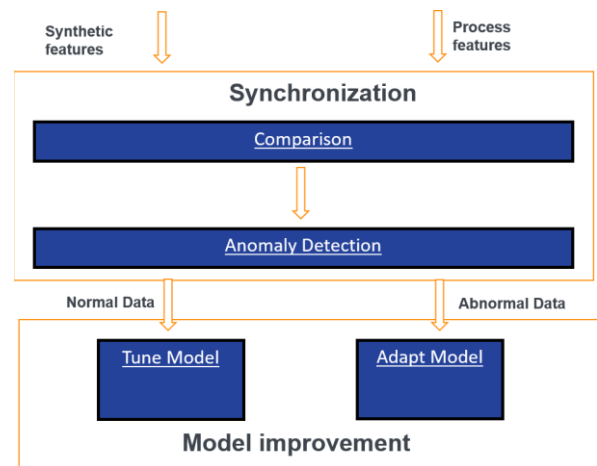 Synthetic
features
Process
features
Synchronization
Comparison
Anomaly Detection
Normal Data
Abnormal Data
Tune Model
Adapt Model
Model improvement